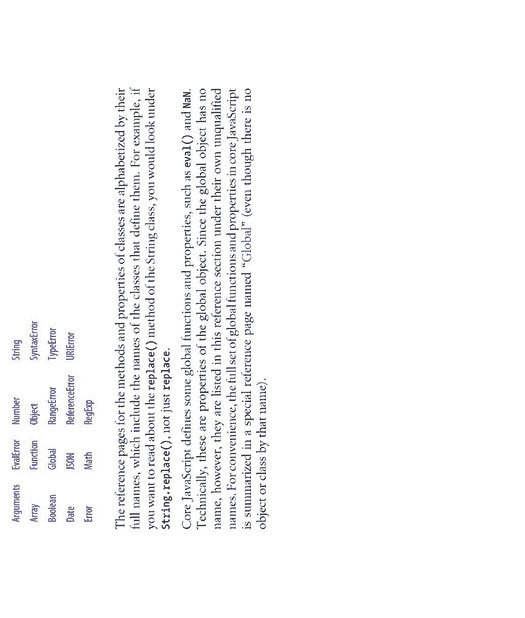 Arguments EvalError Number String
Array Function Object SyntaxError
Boolean Global RangeError TypeError
Date JSON ReferenceError URIError
Error Math RegExp
The reference pages for the methods and properties of classes are alphabetized by their
full names, which include the names of the classes that define them. For example, if
you want to read about the replace() method of the String class, you would look under
String.replace(), not just replace.
Core JavaScript defines some global functions and properties, such as eval() and NaN.
Technically, these are properties of the global object. Since the global object has no
name, however, they are listed in this reference section under their own unqualified
names. For convenience, the full set of global functions and properties in core JavaScript
is summarized in a special reference page named “Global” (even though there is no
object or class by that name).